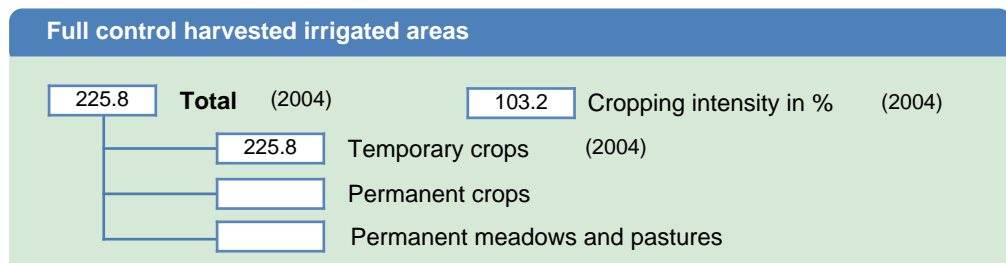 Full control harvested irrigated areas
225.8 Total (2004) 103.2 Cropping intensity in % (2004)
225.8 Temporary crops (2004)
Permanent crops
Permanent meadows and pastures